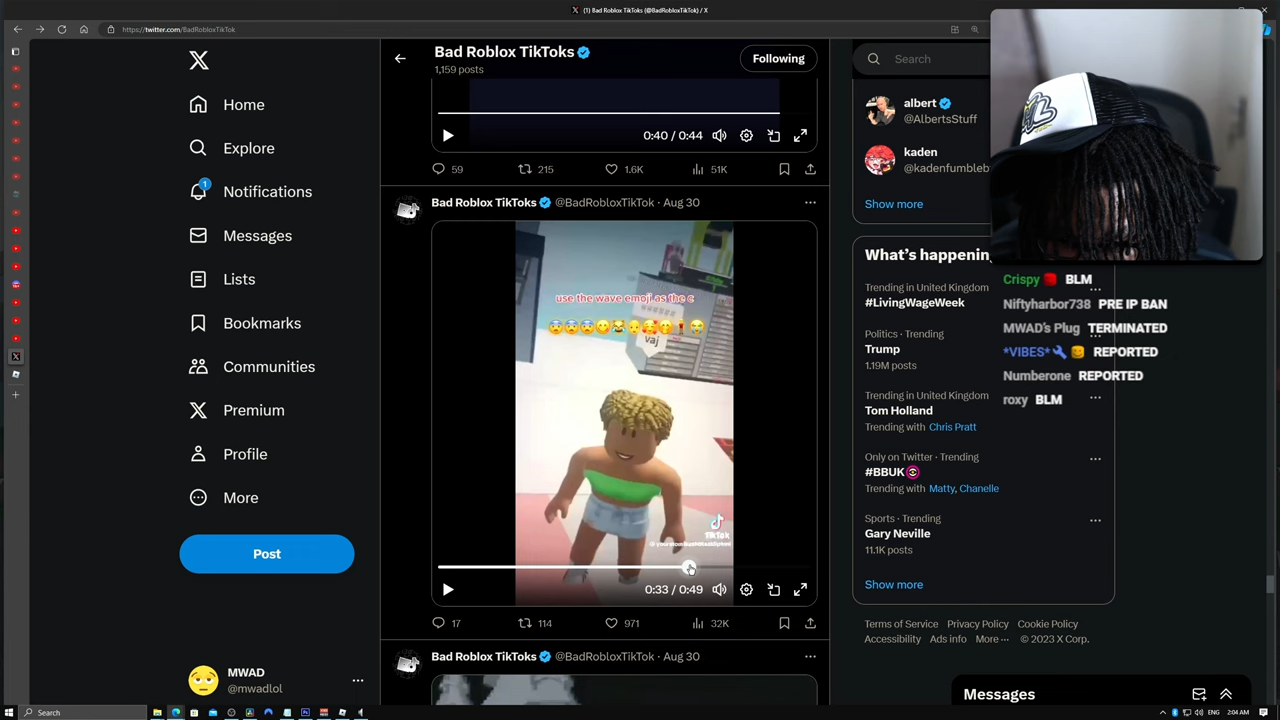 (1) Bad Roblox TikToks (@BadRobloxTikTok) / X
https://twitter.com/BadRobloxTikTok
Home
Explore
1
Notifications
Messages
Lists
Bookmarks
Communities
Premium
Profile
More
Post
MWAD
@mwadlol
Bad Roblox TikToks
1,159 posts
Following
0:40 / 0:44
59
215
1.6K
51K
Bad Roblox TikToks @BadRobloxTikTok · Aug 30
use the wave emoji as the c
vaj
TikTok
0:33 / 0:49
17
114
971
32K
Bad Roblox TikToks @BadRobloxTikTok · Aug 30
Search
albert
@AlbertsStuff
kaden
@kadenfumbleb
Show more
What's happening
Trending in United Kingdom
#LivingWageWeek
Politics · Trending
Trump
1.19M posts
Trending in United Kingdom
Tom Holland
Trending with Chris Pratt
Only on Twitter · Trending
#BBUK
Trending with Matty, Chanelle
Sports · Trending
Gary Neville
11.1K posts
Show more
Terms of Service Privacy Policy Cookie Policy
Accessibility Ads info More ··· © 2023 X Corp.
Messages
Crispy BLM
Niftyharbor738 PRE IP BAN
MWAD's Plug TERMINATED
*VIBES* REPORTED
Numberone REPORTED
roxy BLM
Search
ENG
2:04 AM